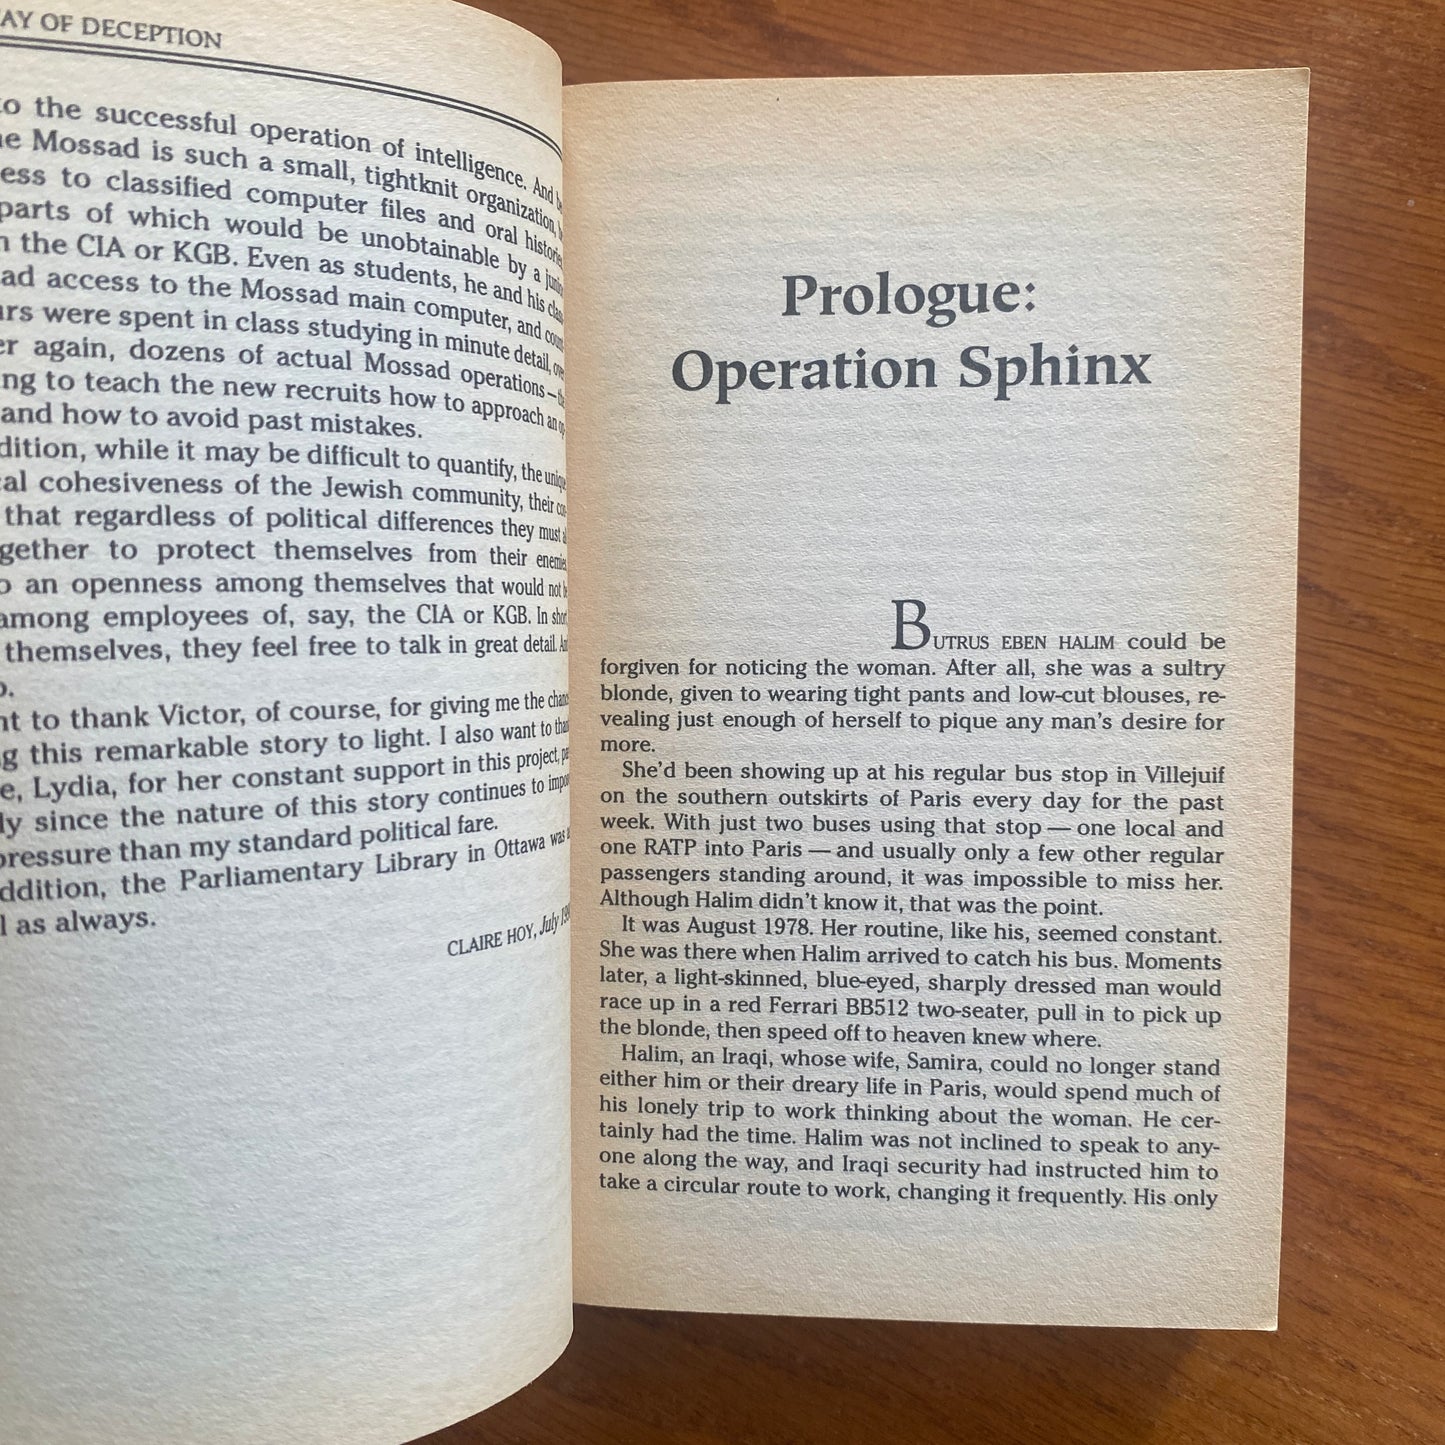 AY OF DECEPTION
to the successful operation of intelligence. And
Mossad is such a small, tightknit organization,
to classified computer files and oral
parts of which would be unobtainable by a
the CIA or KGB. Even as students, he and his
access to the Mossad main computer, and
were spent in class studying in minute detail,
again, dozens of actual Mossad operations—
to teach the new recruits how to approach an
and how to avoid past mistakes.
while it may be difficult to quantify, the
cohesiveness of the Jewish community, their
that regardless of political differences they must
to protect themselves from their
an openness among themselves that would not
among employees of, say, the CIA or KGB. In
themselves, they feel free to talk in great detail.
to thank Victor, of course, for giving me the
this remarkable story to light. I also want to
Lydia, for her constant support in this project,
since the nature of this story continues to
pressure than my standard political fare.
the Parliamentary Library in Ottawa was
as always.
CLAIRE HOY, July
Prologue:
Operation Sphinx
BUTRUS EBEN HALIM could be
forgiven for noticing the woman. After all, she was a sultry
blonde, given to wearing tight pants and low-cut blouses, re-
vealing just enough of herself to pique any man's desire for
more.
She'd been showing up at his regular bus stop in Villejuif
on the southern outskirts of Paris every day for the past
week. With just two buses using that stop — one local and
one RATP into Paris — and usually only a few other regular
passengers standing around, it was impossible to miss her.
Although Halim didn't know it, that was the point.
It was August 1978. Her routine, like his, seemed constant.
She was there when Halim arrived to catch his bus. Moments
later, a light-skinned, blue-eyed, sharply dressed man would
race up in a red Ferrari BB512 two-seater, pull in to pick up
the blonde, then speed off to heaven knew where.
Halim, an Iraqi, whose wife, Samira, could no longer stand
either him or their dreary life in Paris, would spend much of
his lonely trip to work thinking about the woman. He cer-
tainly had the time. Halim was not inclined to speak to any-
one along the way, and Iraqi security had instructed him to
take a circular route to work, changing it frequently. His only